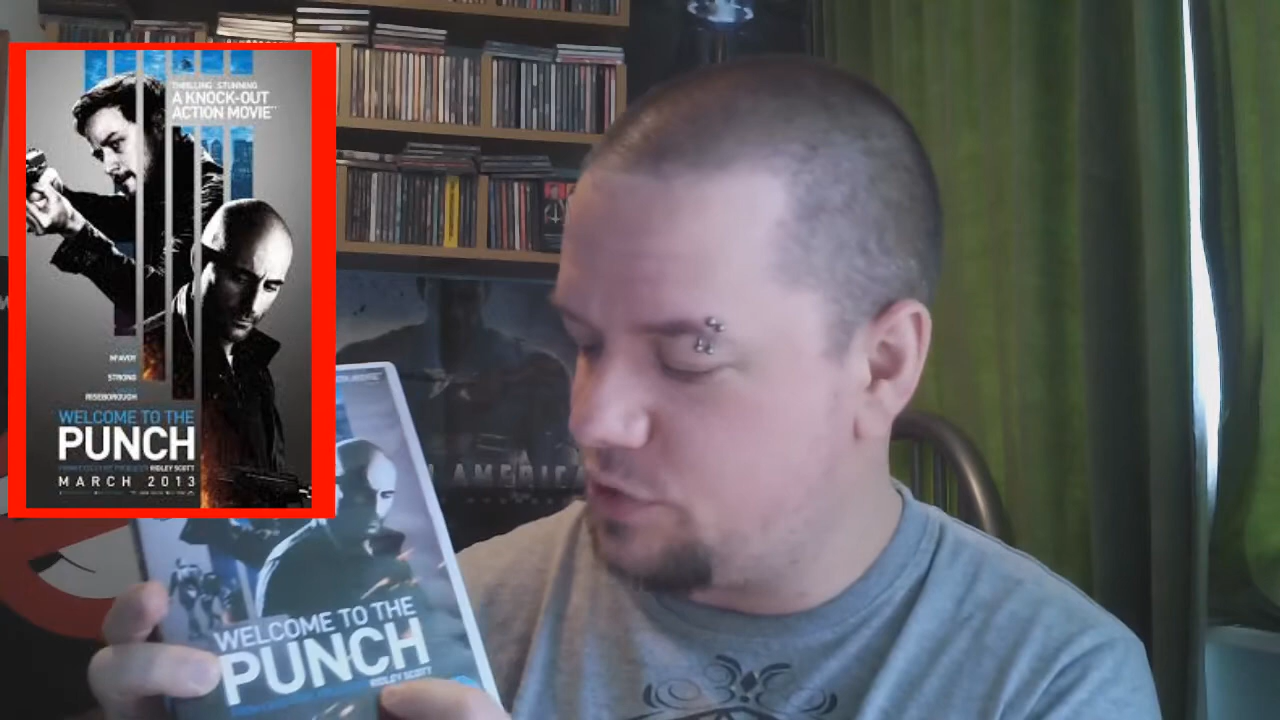 THRILLING STUNNING
A KNOCK-OUT
ACTION MOVIE"
McAVOY
STRONG
RISEBOROUGH
WELCOME TO THE
PUNCH
RIDLEY SCOTT
MARCH 2013
AMERICA
WELCOME TO THE
PUNCH
RIDLEY SCOTT